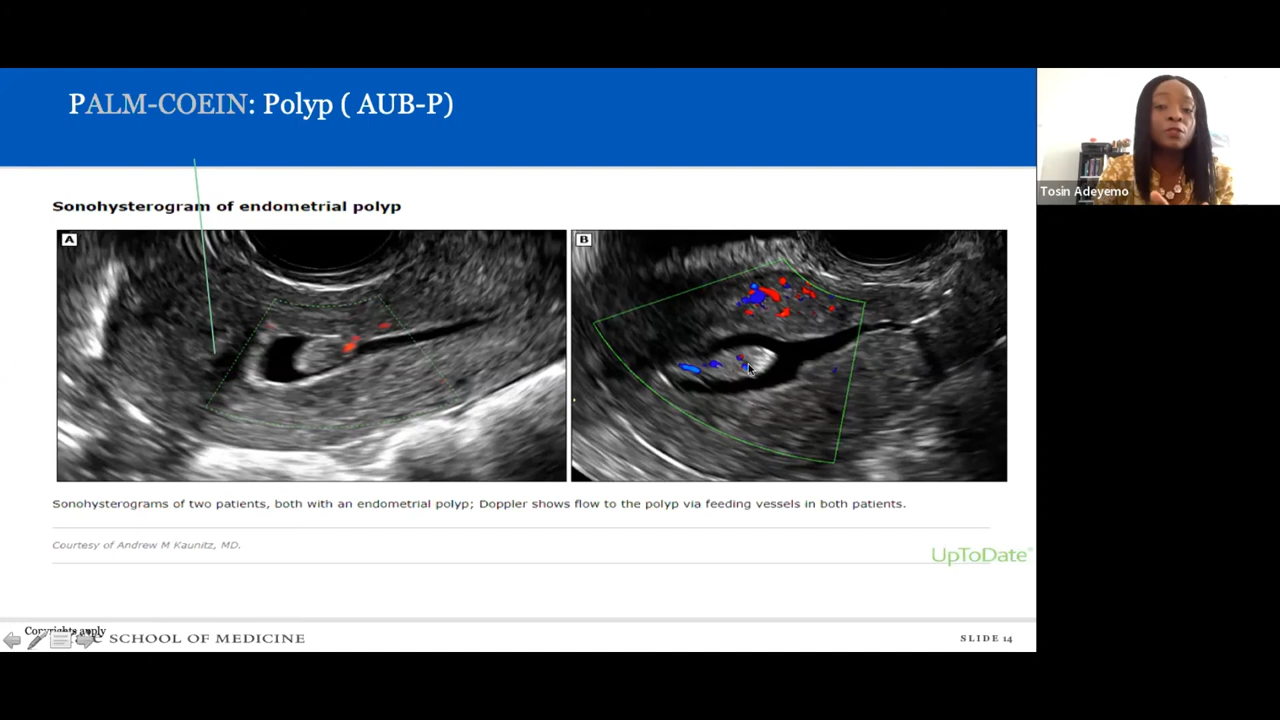 PALM-COEIN: Polyp ( AUB-P)
Tosin Adeyemo
Sonohysterogram of endometrial polyp
A
B
Sonohysterograms of two patients, both with an endometrial polyp; Doppler shows flow to the polyp via feeding vessels in both patients.
Courtesy of Andrew M Kaunitz, MD.
UpToDate®
Copyrights apply
SCHOOL OF MEDICINE
SLIDE 14